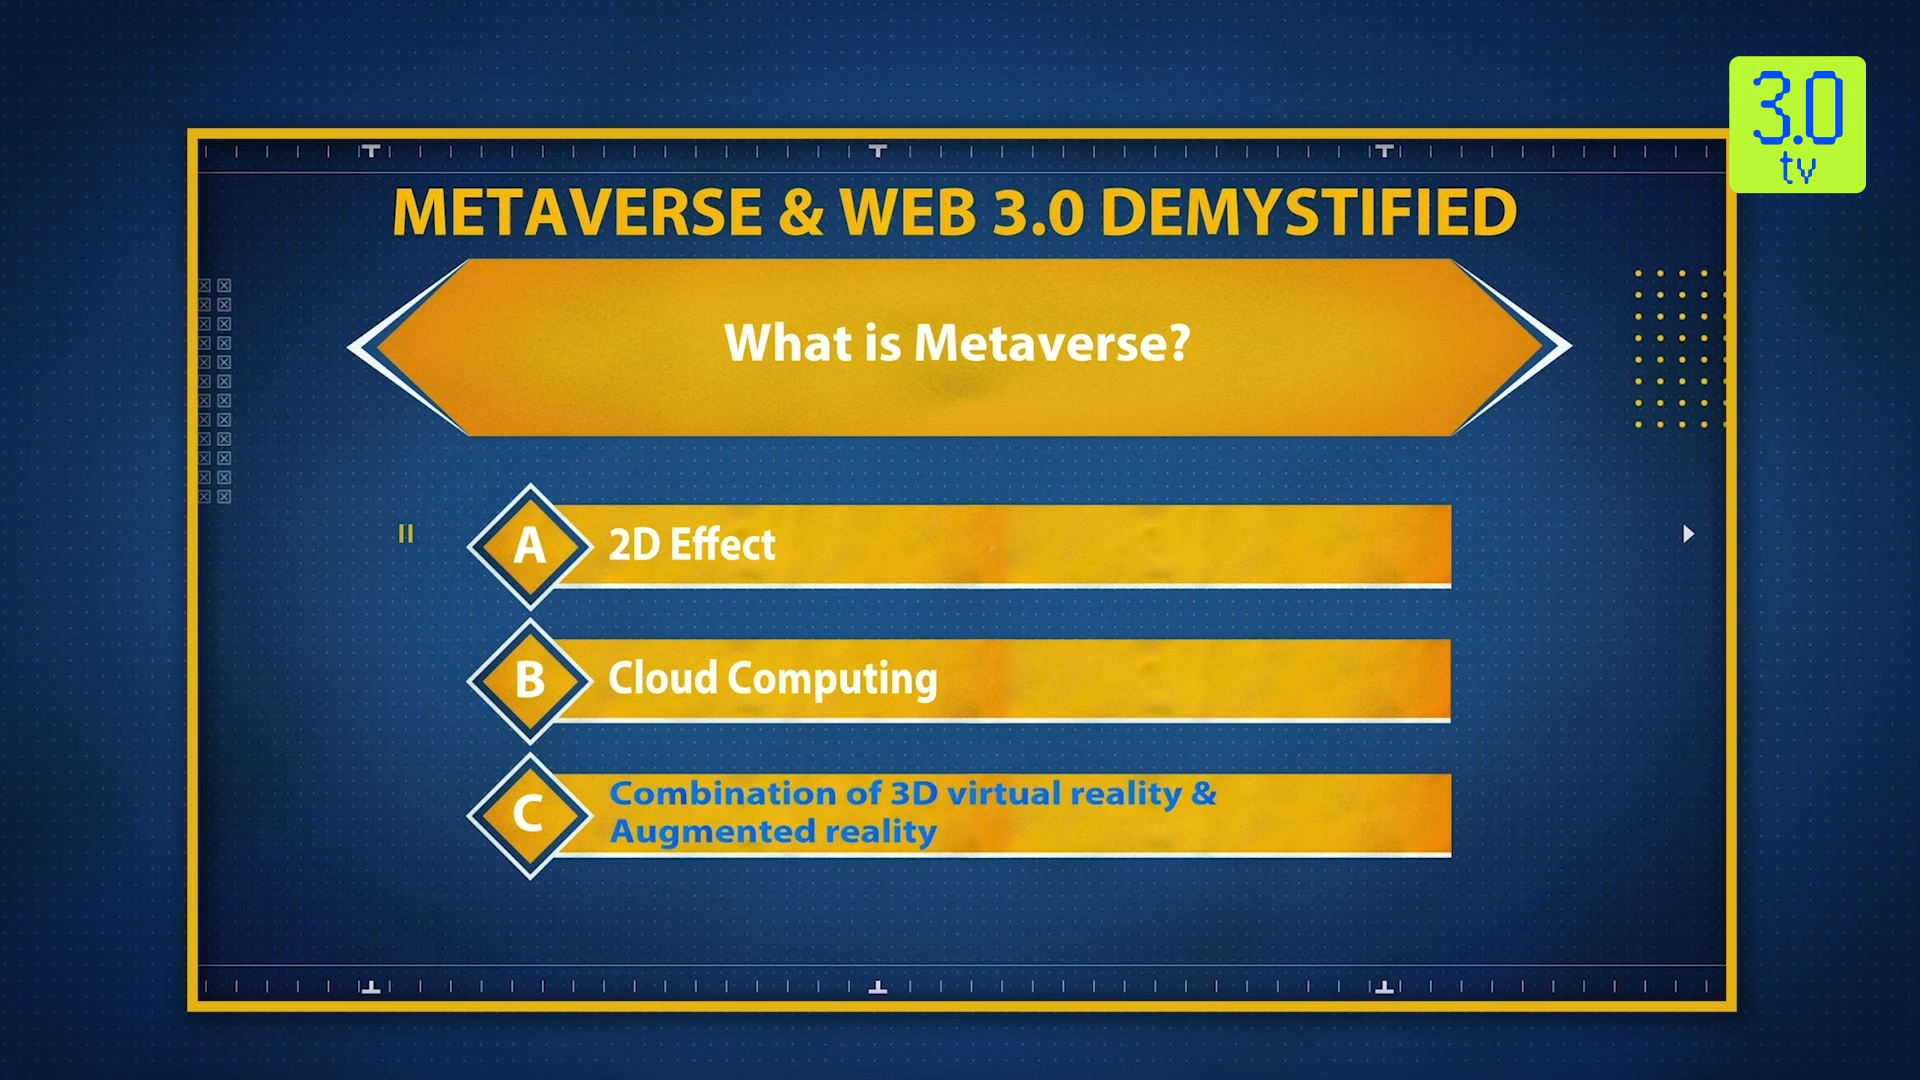 3.0
tv
METAVERSE & WEB 3.0 DEMYSTIFIED
What is Metaverse?
A 2D Effect
B Cloud Computing
C Combination of 3D virtual reality &
Augmented reality